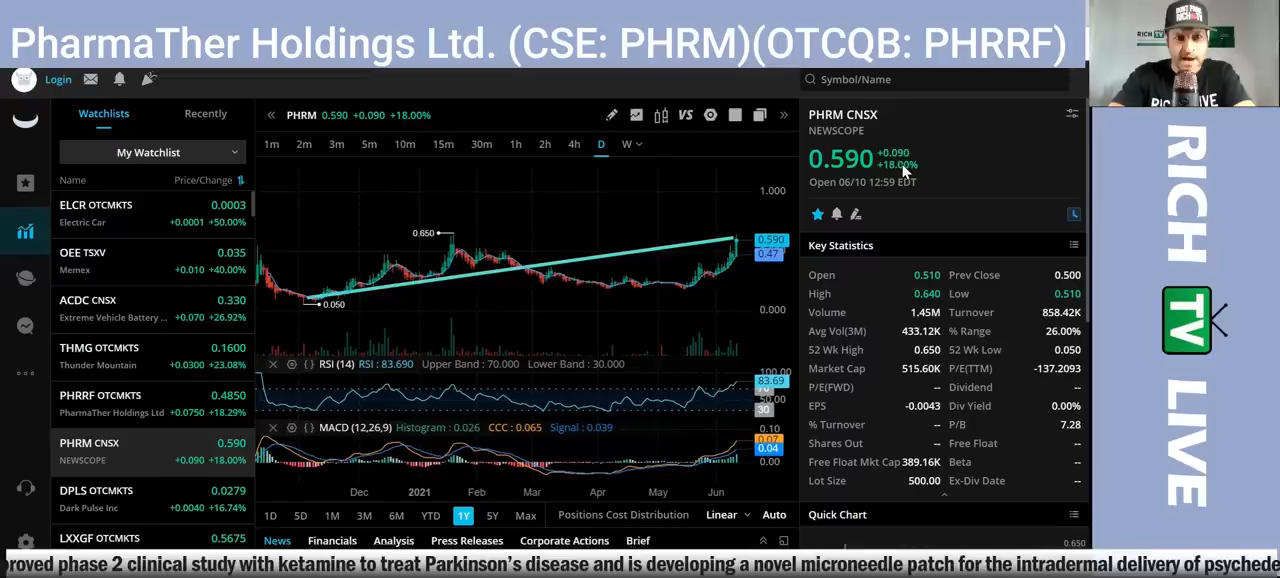 PharmaTher Holdings Ltd. (CSE: PHRM)(OTCQB: PHRRF)
RICH TV
Login
Symbol/Name
Watchlists Recently
My Watchlist
Name Price/Change
ELCR OTCMKTS 0.0003
Electric Car +0.0001 +50.00%
OEE TSXV 0.035
Memex +0.010 +40.00%
ACDC CNSX 0.330
Extreme Vehicle Battery ... +0.070 +26.92%
THMG OTCMKTS 0.1600
Thunder Mountain +0.0300 +23.08%
PHRRF OTCMKTS 0.4850
PharmaTher Holdings Ltd +0.0750 +18.29%
PHRM CNSX 0.590
NEWSCOPE +0.090 +18.00%
DPLS OTCMKTS 0.0279
Dark Pulse Inc +0.0040 +16.74%
LXXGF OTCMKTS 0.5675
PHRM 0.590 +0.090 +18.00%
VS
1m 2m 3m 5m 10m 15m 30m 1h 2h 4h D W
1.000
0.650
0.590
0.47
0.050
0.000
RSI (14) RSI : 83.690 Upper Band : 70.000 Lower Band : 30.000
100.00
83.69
70
50.00
30
MACD (12,26,9) Histogram : 0.026 CCC : 0.065 Signal : 0.039
0.10
0.07
0.04
0.00
Dec 2021 Feb Mar Apr May Jun
1D 5D 1M 3M 6M YTD 1Y 5Y Max Positions Cost Distribution Linear Auto
News Financials Analysis Press Releases Corporate Actions Brief
PHRM CNSX
NEWSCOPE
0.590 +0.090
+18.00%
Open 06/10 12:59 EDT
Key Statistics
Open 0.510 Prev Close 0.500
High 0.640 Low 0.510
Volume 1.45M Turnover 858.42K
Avg Vol(3M) 433.12K % Range 26.00%
52 Wk High 0.650 52 Wk Low 0.050
Market Cap 515.60K P/E(TTM) -137.2093
P/E(FWD) -- Dividend --
EPS -0.0043 Div Yield 0.00%
% Turnover -- P/B 7.28
Shares Out -- Free Float --
Free Float Mkt Cap 389.16K Beta --
Lot Size 500.00 Ex-Div Date --
Quick Chart
0.650
RICH TV LIVE
proved phase 2 clinical study with ketamine to treat Parkinson's disease and is developing a novel microneedle patch for the intradermal delivery of psychede